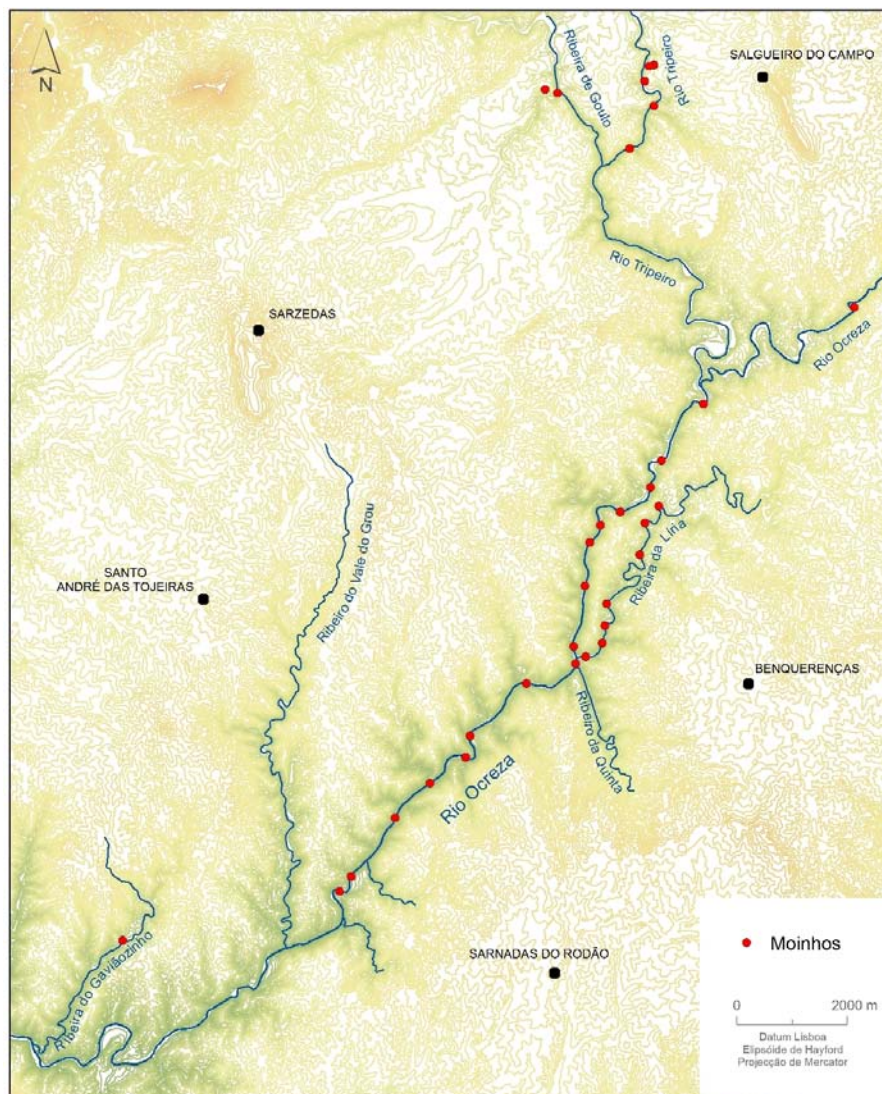 N
Ribeira de Goulo
Rio Tripeiro
SALGUEIRO DO CAMPO
Rio Tripeiro
SARZEDAS
Rio Ocreza
Ribeiro do Vale do Grou
Ribeira da Líria
SANTO
ANDRÉ DAS TOJEIRAS
BENQUERENÇAS
Ribeiro da Quinta
Rio Ocreza
Ribeira do Gaviãozinho
SARNADAS DO RODÃO
Moinhos
0 2000 m
Datum Lisboa
Elipsóide de Hayford
Projecção de Mercator